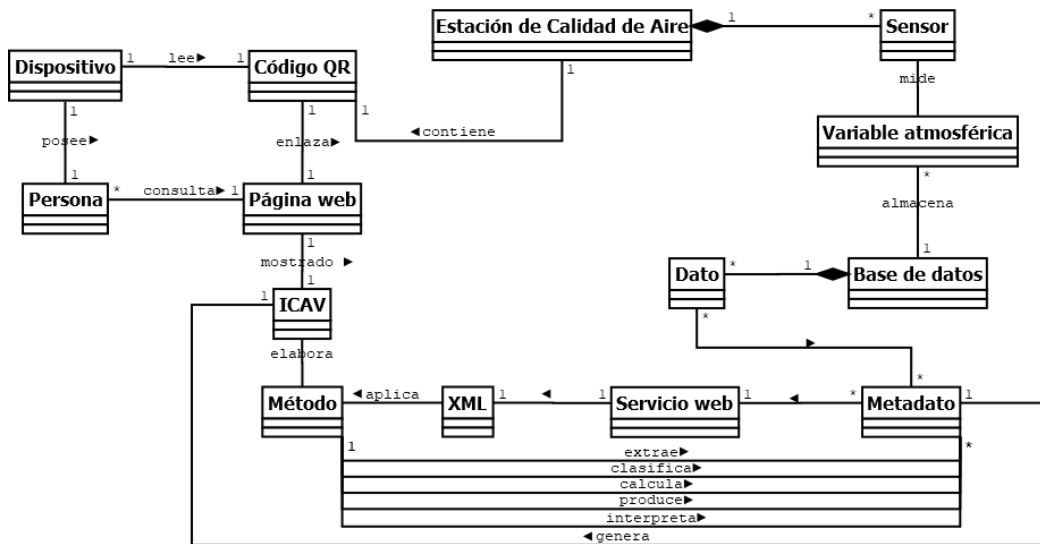 Estación de Calidad de Aire
1
*
Sensor
Dispositivo
1
lee►
1
Código QR
1
1
1
1
mide
◄contiene
posee►
enlaza►
Variable atmosférica
1
1
*
Persona
*
consulta►
1
Página web
almacena
1
1
mostrado ►
*
Dato
1
Base de datos
1
1
ICAV
*
►
elabora
*
Método
◄aplica
XML
1
◄
1
Servicio web
1
◄
*
Metadato
1
1
*
extrae►
clasifica►
calcula►
produce►
interpreta►
◄genera